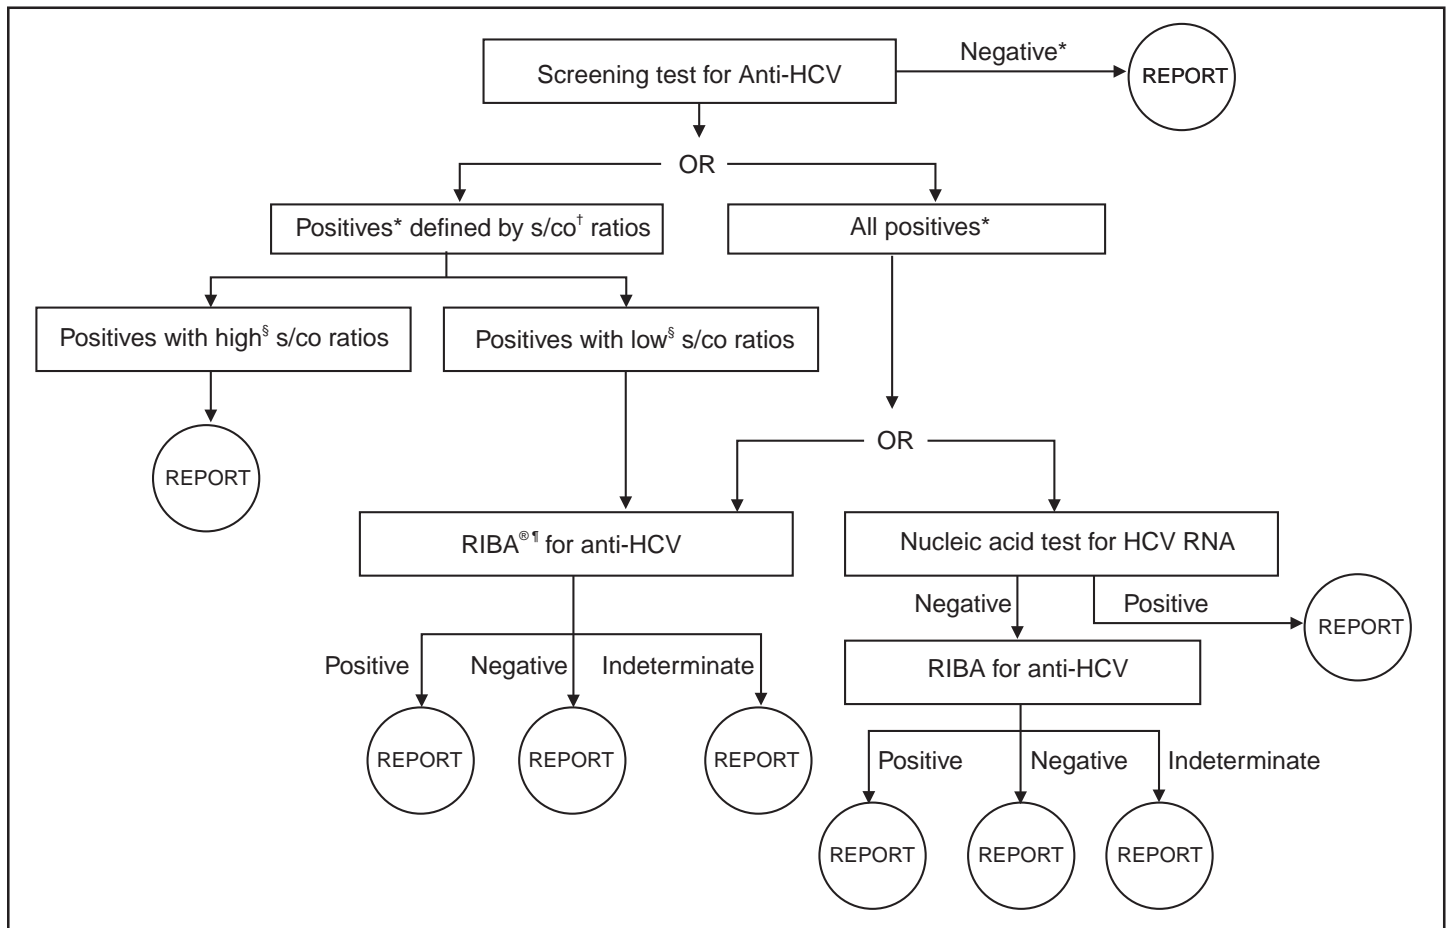 Negative*
Screening test for Anti-HCV
REPORT
OR
Positives* defined by s/co† ratios
All positives*
Positives with high§ s/co ratios
Positives with low§ s/co ratios
REPORT
OR
RIBA®¶ for anti-HCV
Nucleic acid test for HCV RNA
Negative
Positive
REPORT
Positive
Negative
Indeterminate
RIBA for anti-HCV
REPORT
REPORT
REPORT
Positive
Negative
Indeterminate
REPORT
REPORT
REPORT